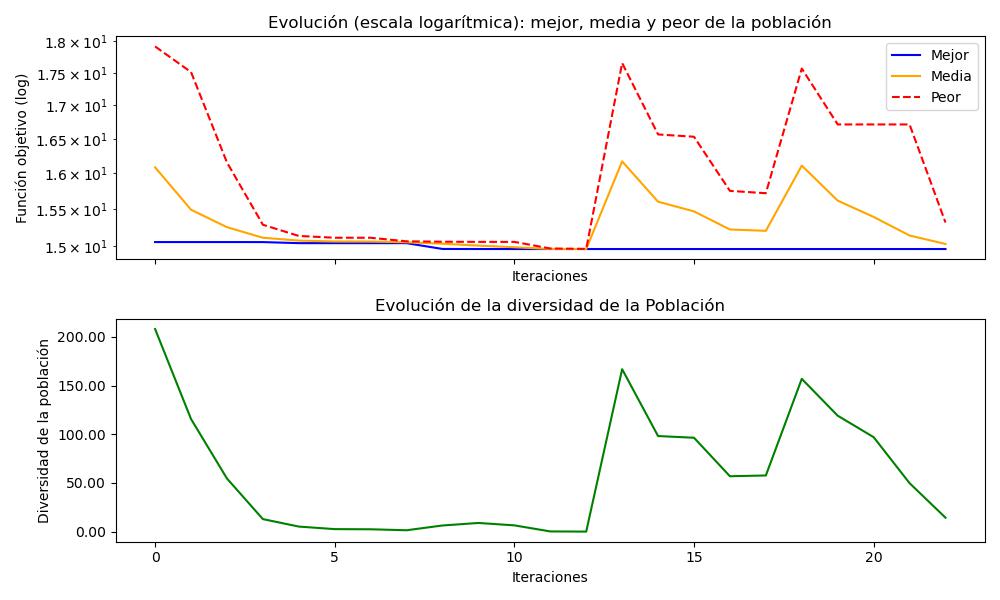 Evolución (escala logarítmica): mejor, media y peor de la población
Función objetivo (log)
1.8 × 10¹
1.75 × 10¹
1.7 × 10¹
1.65 × 10¹
1.6 × 10¹
1.55 × 10¹
1.5 × 10¹
Mejor
Media
Peor
Iteraciones
Evolución de la diversidad de la Población
Diversidad de la población
200.00
150.00
100.00
50.00
0.00
0 5 10 15 20
Iteraciones